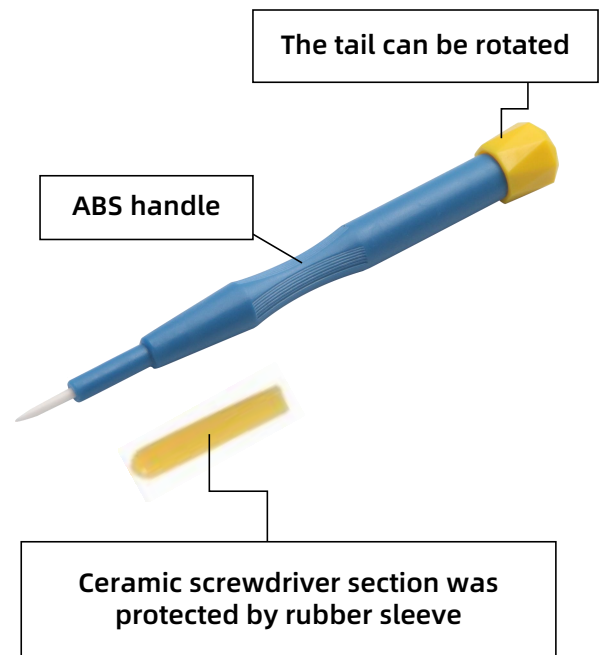 The tail can be rotated
ABS handle
Ceramic screwdriver section was
protected by rubber sleeve